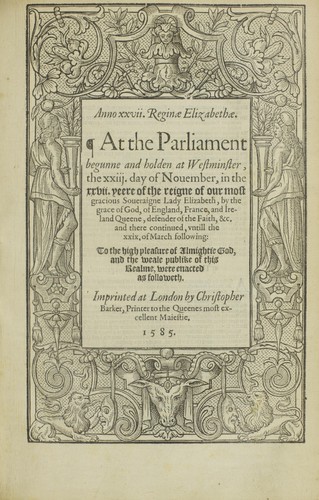 Anno xxvii. Reginæ Elizabethæ.
¶ At the Parliament
begunne and holden at Westminster,
the xxiij. day of Nouember, in the
xxvii. yeere of the reigne of our most
gracious Soueraigne Lady Elizabeth, by the
grace of God, of England, France, and Ire-
land Queene, defender of the Faith, &c.
and there continued, vntill the
xxix. of March following:
To the high pleasure of Almightie God,
and the weale publike of this
Realme, were enacted
as followeth.
Imprinted at London by Christopher
Barker, Printer to the Queenes most ex-
cellent Maiestie.
1585.